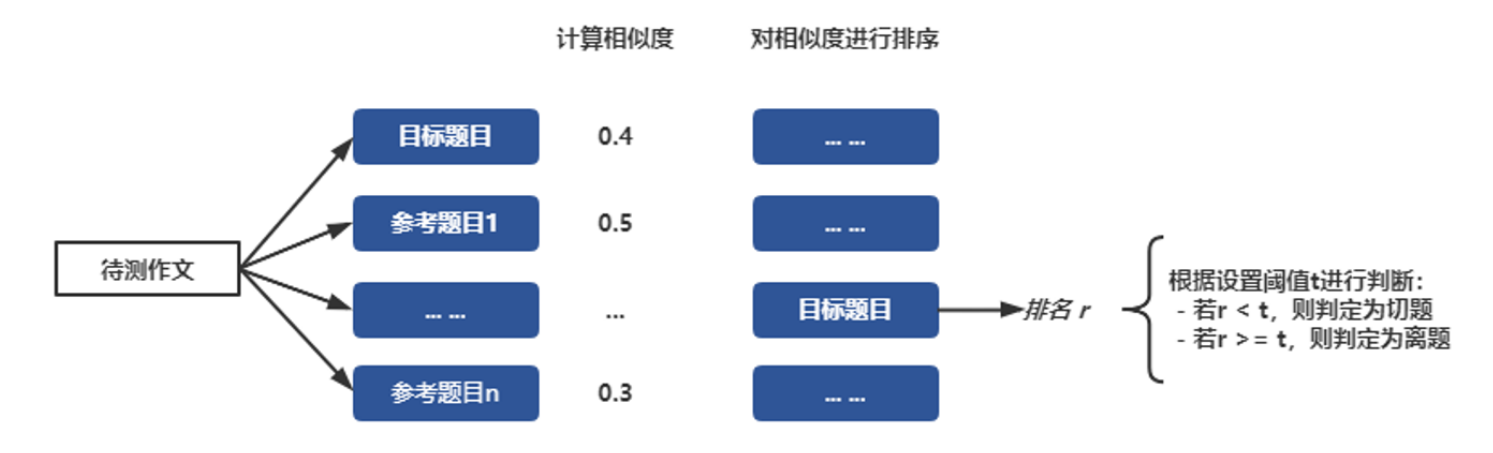 计算相似度
对相似度进行排序
目标题目
0.4
... ...
参考题目1
0.5
... ...
待测作文
... ...
...
目标题目
排名 r
根据设置阈值t进行判断：
- 若r < t，则判定为切题
- 若r >= t，则判定为离题
参考题目n
0.3
... ...